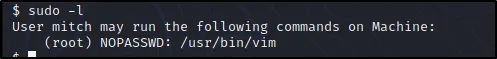 $ sudo -l
User mitch may run the following commands on Machine:
    (root) NOPASSWD: /usr/bin/vim
$